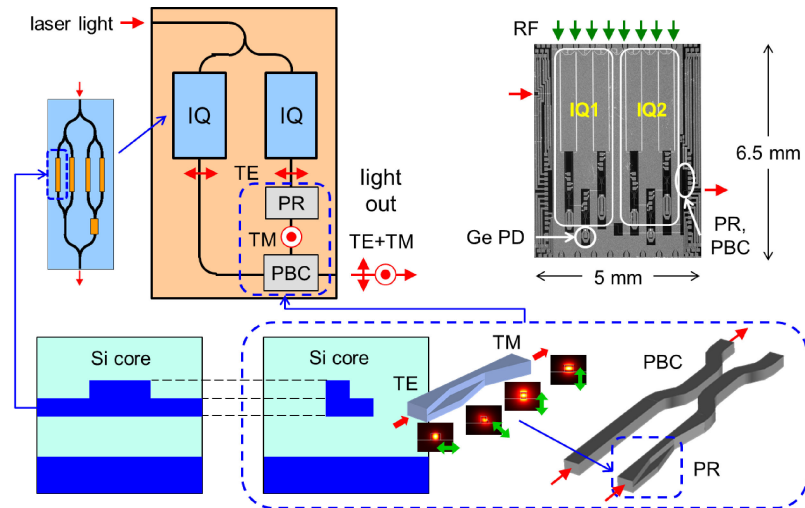 laser light
IQ
IQ
TE
PR
TM
PBC
light
out
TE+TM
RF
IQ1
IQ2
6.5 mm
Ge PD
PR,
PBC
5 mm
Si core
Si core
TE
TM
PBC
PR